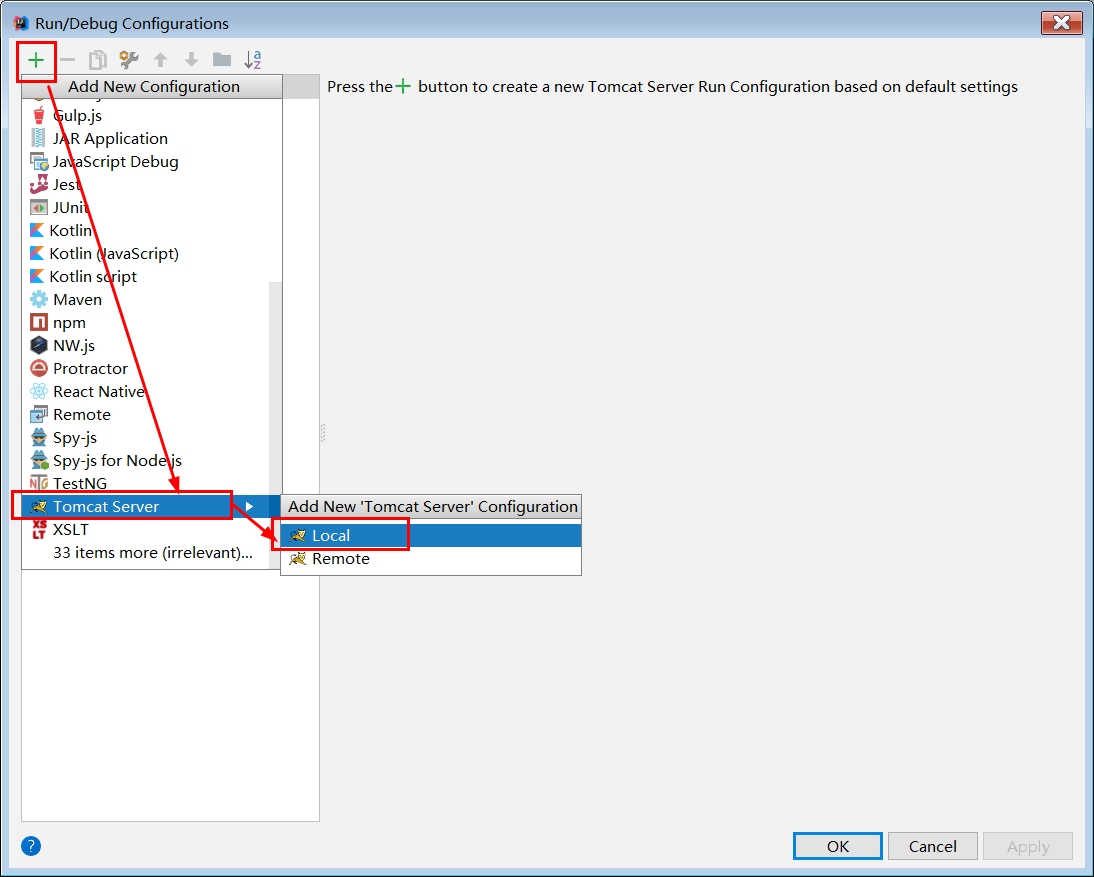 Run/Debug Configurations
Add New Configuration
Press the + button to create a new Tomcat Server Run Configuration based on default settings
Gulp.js
JAR Application
JavaScript Debug
Jest
JUnit
Kotlin
Kotlin (JavaScript)
Kotlin script
Maven
npm
NW.js
Protractor
React Native
Remote
Spy-js
Spy-js for Node.js
TestNG
Tomcat Server
XSLT
33 items more (irrelevant)...
Add New 'Tomcat Server' Configuration
Local
Remote
OK
Cancel
Apply